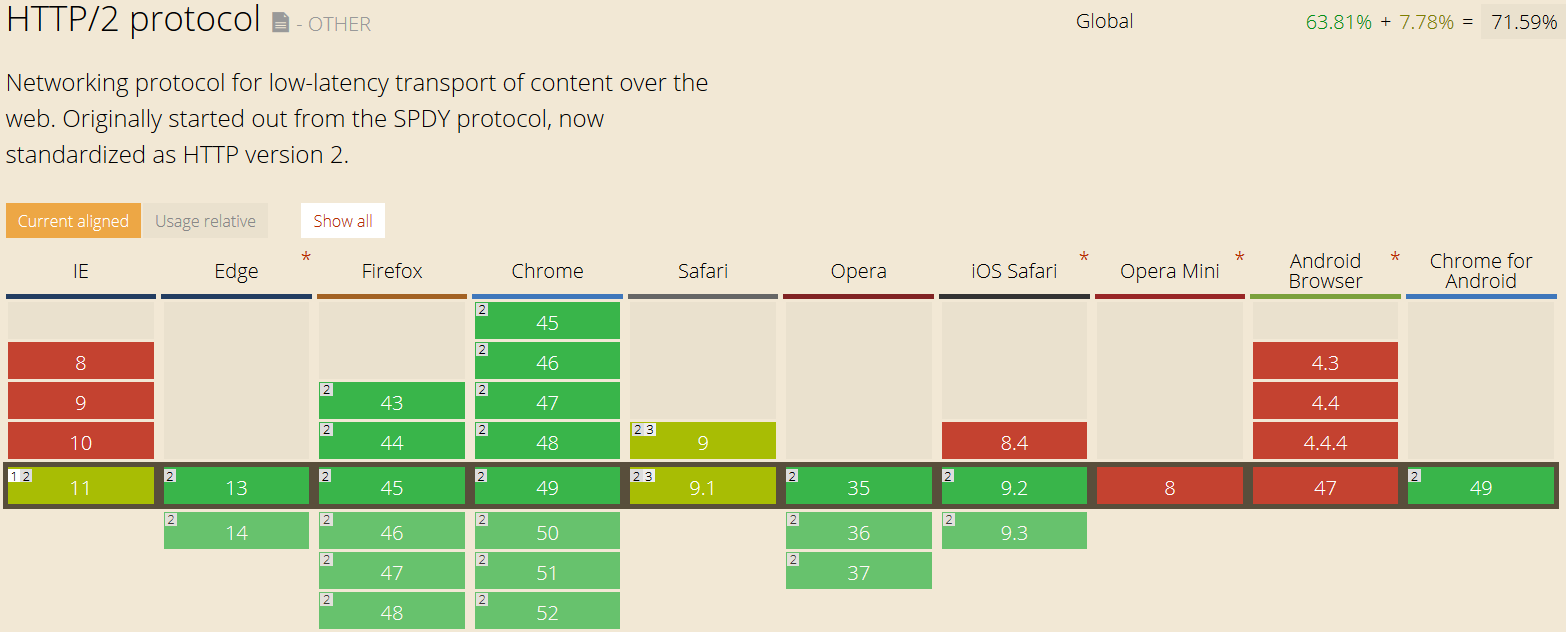 HTTP/2 protocol - OTHER Global 63.81% + 7.78% = 71.59%
Networking protocol for low-latency transport of content over the
web. Originally started out from the SPDY protocol, now
standardized as HTTP version 2.
Current aligned Usage relative Show all
IE Edge * Firefox Chrome Safari Opera iOS Safari * Opera Mini * Android Browser * Chrome for Android
2 45
8 2 46 4.3
9 2 43 2 47 4.4
10 2 44 2 48 2 3 9 8.4 4.4.4
1 2 11 2 13 2 45 2 49 2 3 9.1 2 35 2 9.2 8 47 2 49
2 14 2 46 2 50 2 36 2 9.3
2 47 2 51 2 37
2 48 2 52